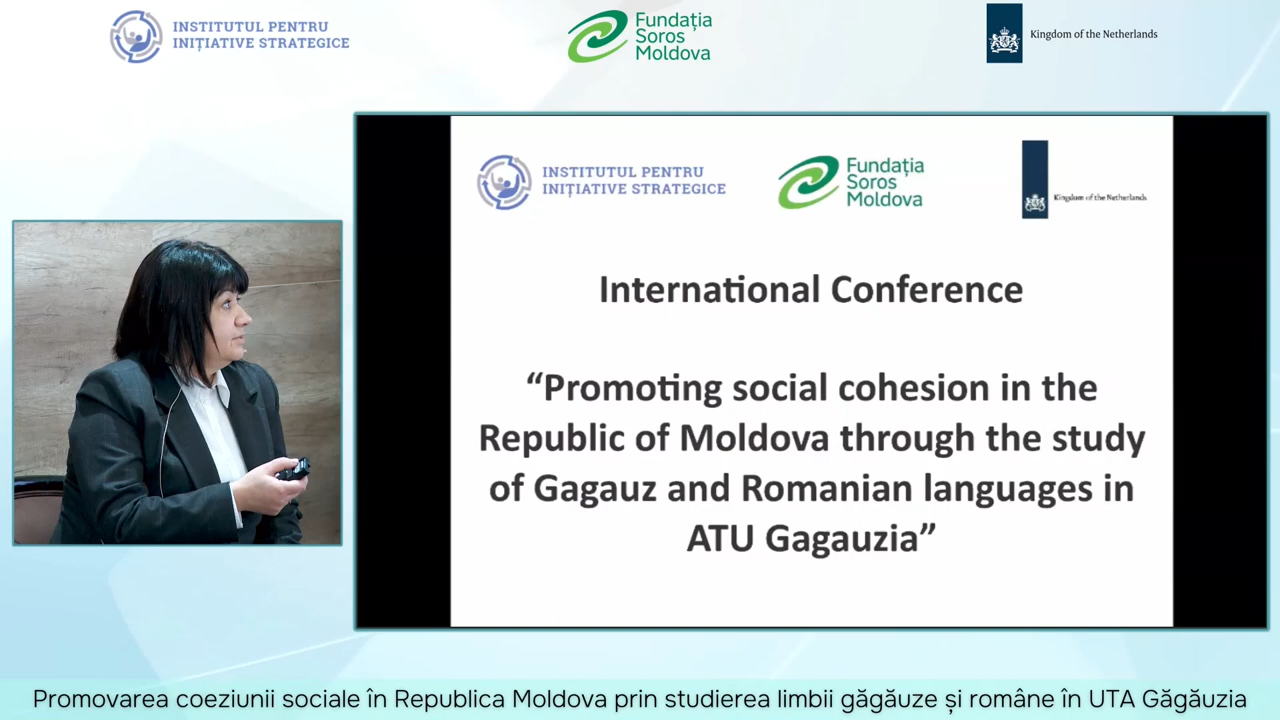 INSTITUTUL PENTRU
INIȚIATIVE STRATEGICE
Fundația
Soros
Moldova
Kingdom of the Netherlands
INSTITUTUL PENTRU
INIȚIATIVE STRATEGICE
Fundația
Soros
Moldova
Kingdom of the Netherlands
International Conference
“Promoting social cohesion in the
Republic of Moldova through the study
of Gagauz and Romanian languages in
ATU Gagauzia”
Promovarea coeziunii sociale în Republica Moldova prin studierea limbii găgăuze și române în UTA Găgăuzia